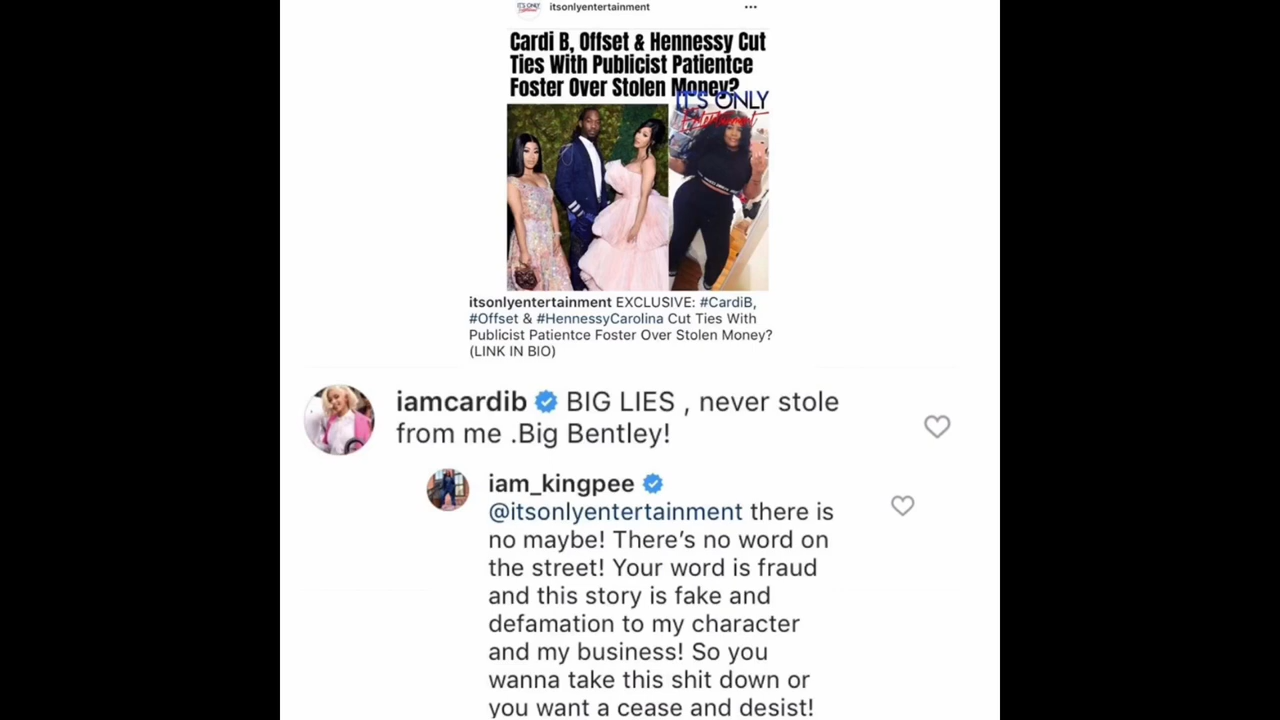 IT'S ONLY
Entertainment
itsonlyentertainment
Cardi B, Offset & Hennessy Cut
Ties With Publicist Patientce
Foster Over Stolen Money?
IT'S ONLY
Entertainment
itsonlyentertainment EXCLUSIVE: #CardiB,
#Offset & #HennessyCarolina Cut Ties With
Publicist Patientce Foster Over Stolen Money?
(LINK IN BIO)
iamcardib BIG LIES , never stole
from me .Big Bentley!
iam_kingpee
@itsonlyentertainment there is
no maybe! There’s no word on
the street! Your word is fraud
and this story is fake and
defamation to my character
and my business! So you
wanna take this shit down or
you want a cease and desist!